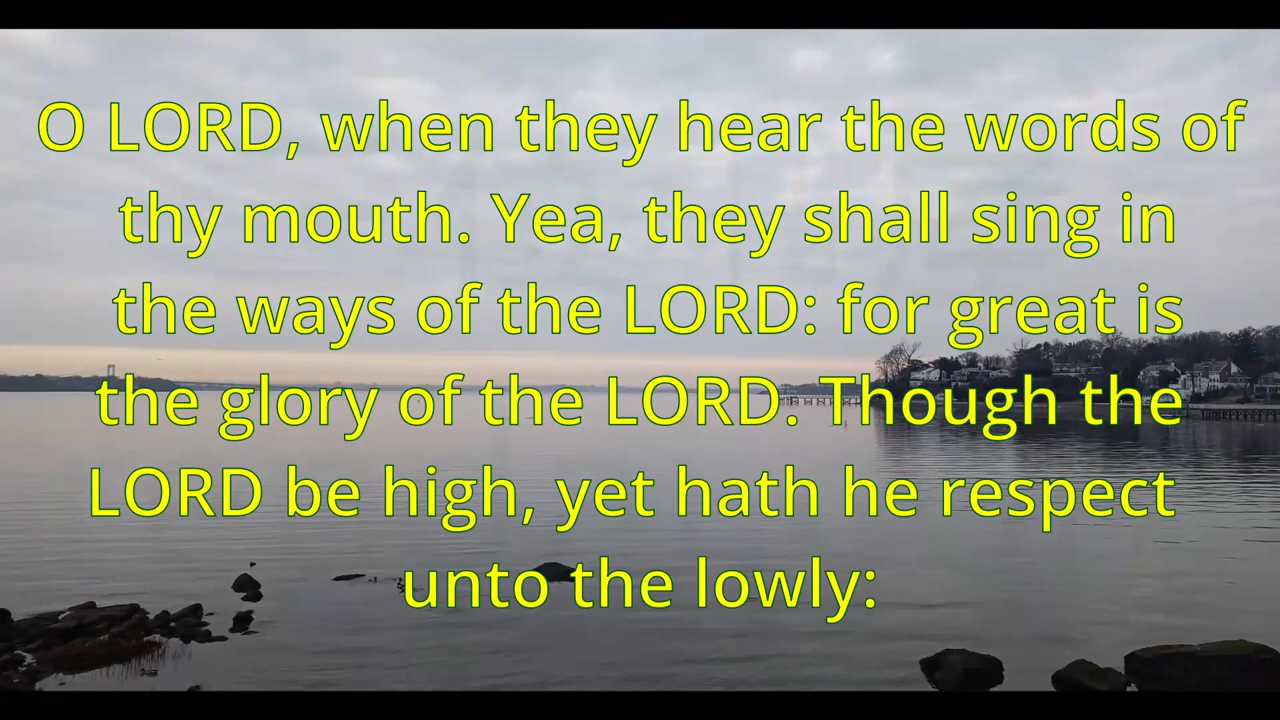 O LORD, when they hear the words of
thy mouth. Yea, they shall sing in
the ways of the LORD: for great is
the glory of the LORD. Though the
LORD be high, yet hath he respect
unto the lowly: